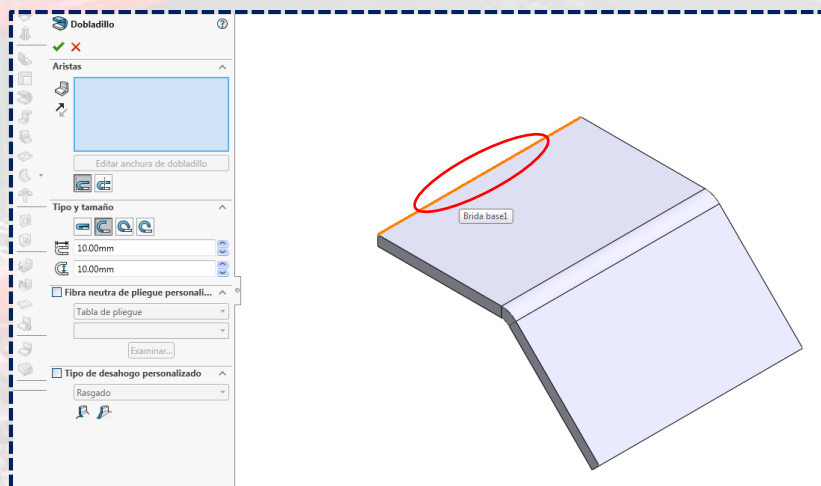 Dobladillo
Aristas
Editar anchura de dobladillo
Tipo y tamaño
10.00mm
10.00mm
Fibra neutra de pliegue personali...
Tabla de pliegue
Examinar...
Tipo de desahogo personalizado
Rasgado
Brida base1